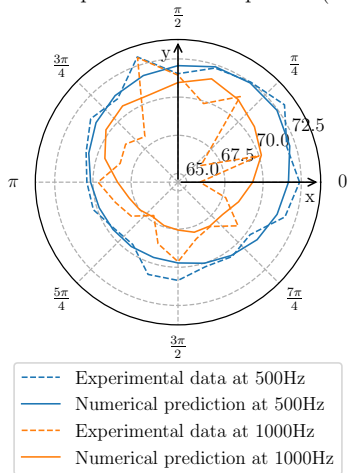 π/2
y
3π/4
π/4
72.5
70.0
67.5
65.0
π
0
x
5π/4
7π/4
3π/2
Experimental data at 500Hz
Numerical prediction at 500Hz
Experimental data at 1000Hz
Numerical prediction at 1000Hz